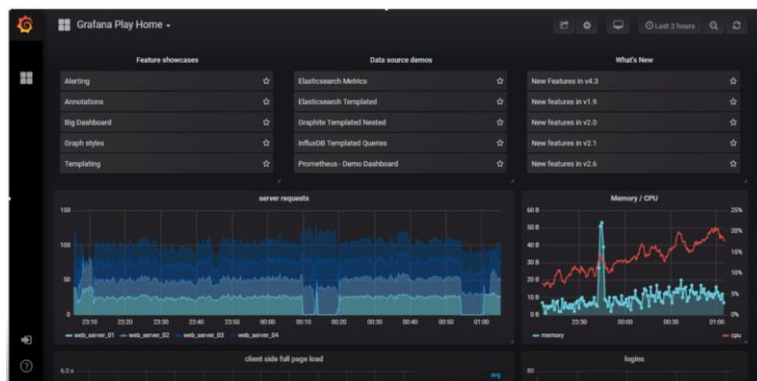 Grafana Play Home
Last 2 hours
Feature showcases
Alerting
Annotations
Big Dashboard
Graph styles
Templating
Data source demos
Elasticsearch Metrics
Elasticsearch Templated
Graphite Templated Nested
InfluxDB Templated Queries
Prometheus - Demo Dashboard
What's New
New Features in v4.3
New features in v1.9
New features in v2.0
New features in v2.1
New features in v2.6
server requests
150
100
50
0
23:10 23:20 23:30 23:40 23:50 00:00 00:10 00:20 00:30 00:40 00:50 01:00
web_server_01 web_server_02 web_server_03 web_server_04
Memory / CPU
60 B 25%
50 B
40 B 20%
30 B 15%
20 B 10%
10 B 5%
0 B 0%
23:30 00:00 00:30 01:00
memory cpu
client side full page load
6.0 s
avg
logins
80